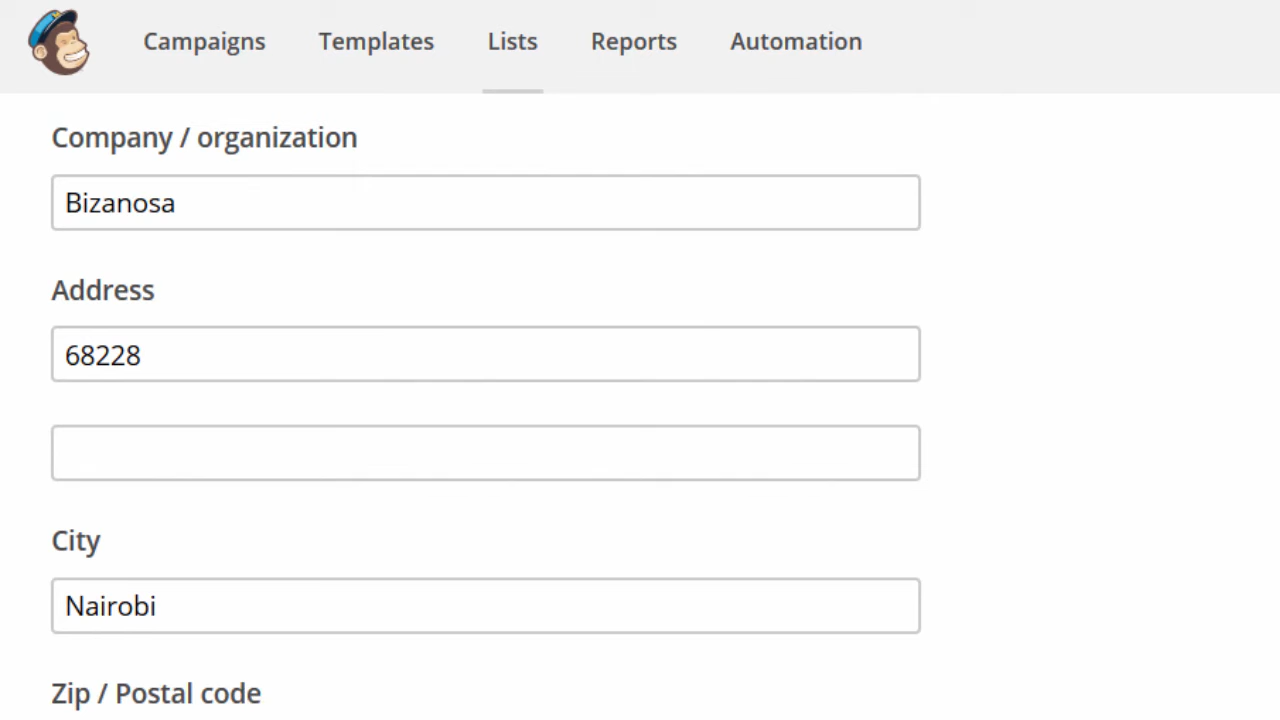 Campaigns Templates Lists Reports Automation
Company / organization
Bizanosa
Address
68228
City
Nairobi
Zip / Postal code